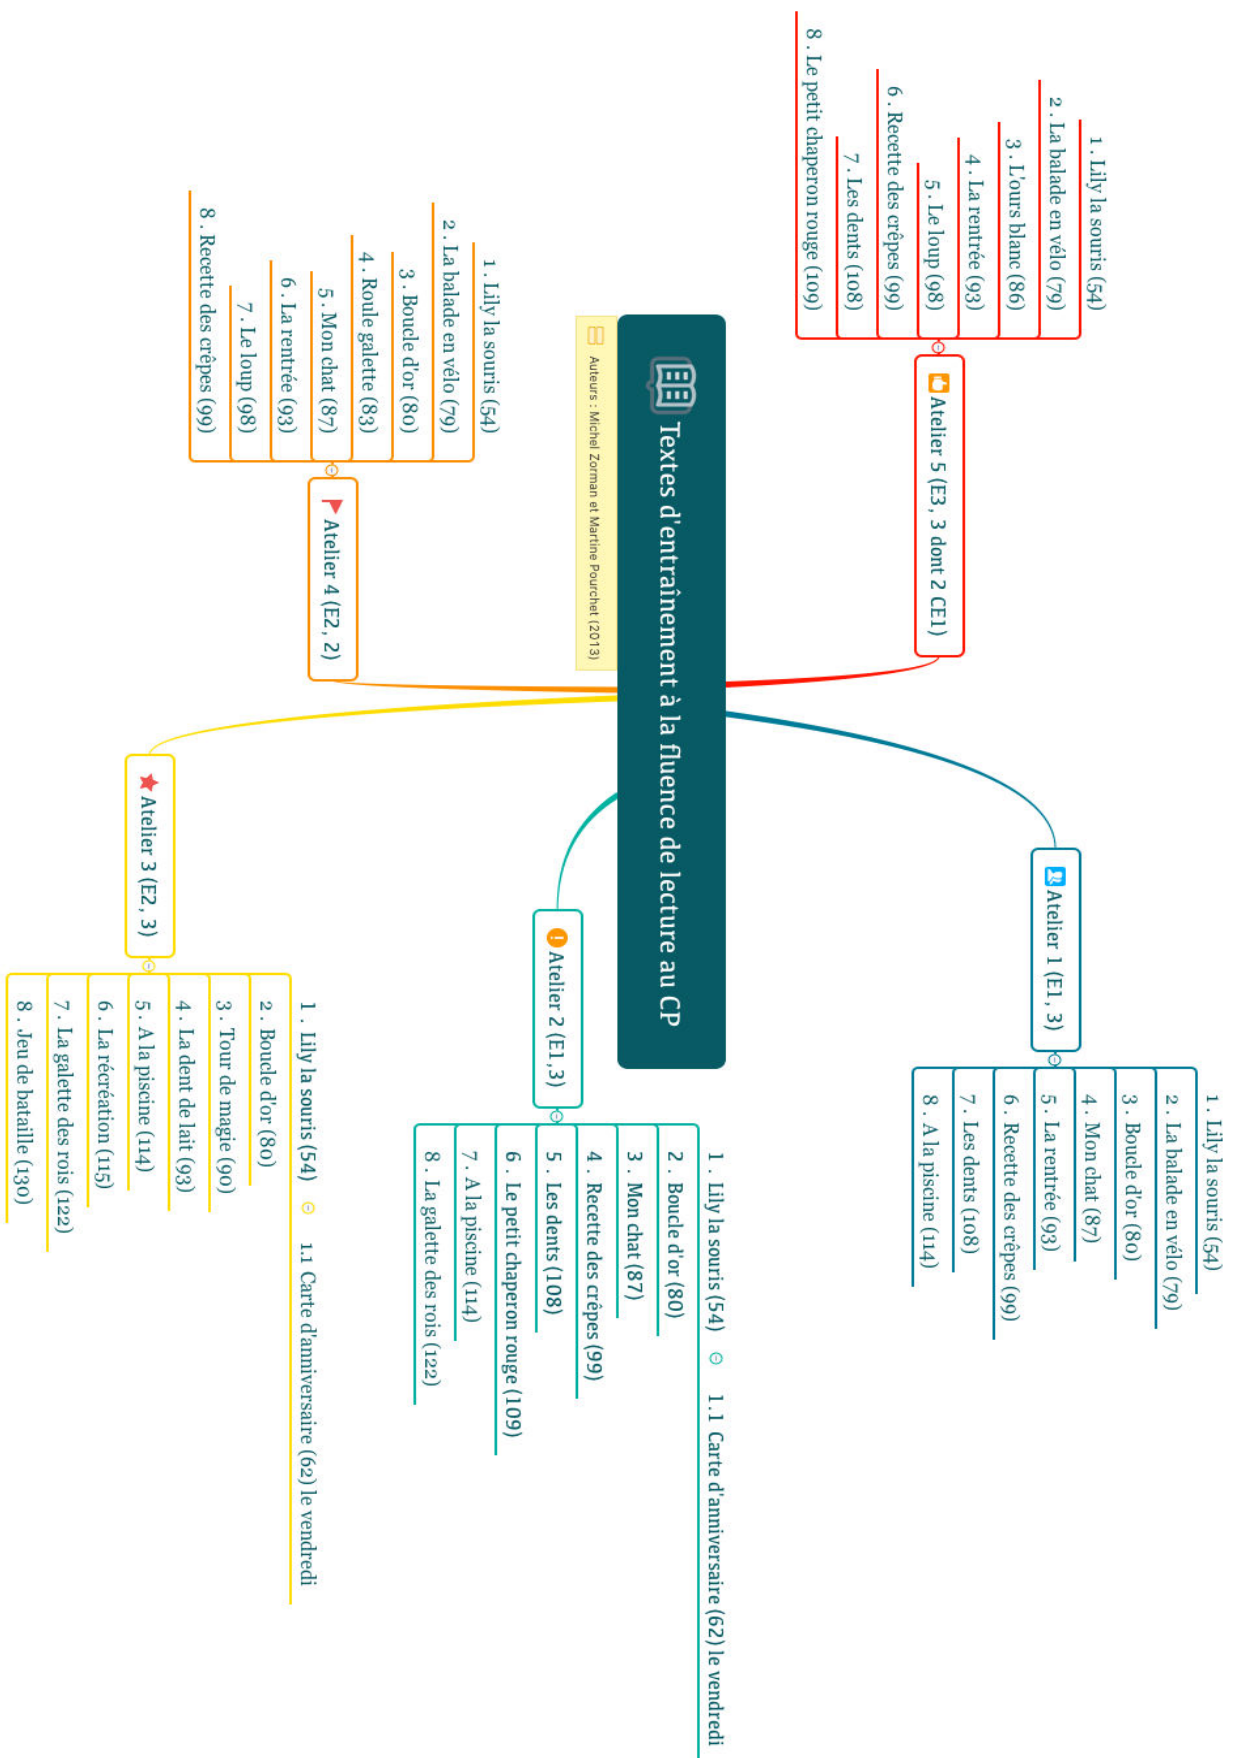 Textes d'entraînement à la fluence de lecture au CP
Auteurs : Michel Zorman et Martine Pourchet (2013)
Atelier 1 (E1, 3)
1 . Lily la souris (54)
2 . La balade en vélo (79)
3 . Boucle d'or (80)
4 . Mon chat (87)
5 . La rentrée (93)
6 . Recette des crêpes (99)
7 . Les dents (108)
8 . A la piscine (114)
Atelier 2 (E1 ,3)
1 . Lily la souris (54)
1.1 Carte d'anniversaire (62) le vendredi
2 . Boucle d'or (80)
3 . Mon chat (87)
4 . Recette des crêpes (99)
5 . Les dents (108)
6 . Le petit chaperon rouge (109)
7 . A la piscine (114)
8 . La galette des rois (122)
Atelier 3 (E2, 3)
1 . Lily la souris (54)
1.1 Carte d'anniversaire (62) le vendredi
2 . Boucle d'or (80)
3 . Tour de magie (90)
4 . La dent de lait (93)
5 . A la piscine (114)
6 . La récréation (115)
7 . La galette des rois (122)
8 . Jeu de bataille (130)
Atelier 4 (E2, 2)
1 . Lily la souris (54)
2 . La balade en vélo (79)
3 . Boucle d'or (80)
4 . Roule galette (83)
5 . Mon chat (87)
6 . La rentrée (93)
7 . Le loup (98)
8 . Recette des crêpes (99)
Atelier 5 (E3, 3 dont 2 CE1)
1 . Lily la souris (54)
2 . La balade en vélo (79)
3 . L'ours blanc (86)
4 . La rentrée (93)
5 . Le loup (98)
6 . Recette des crêpes (99)
7 . Les dents (108)
8 . Le petit chaperon rouge (109)